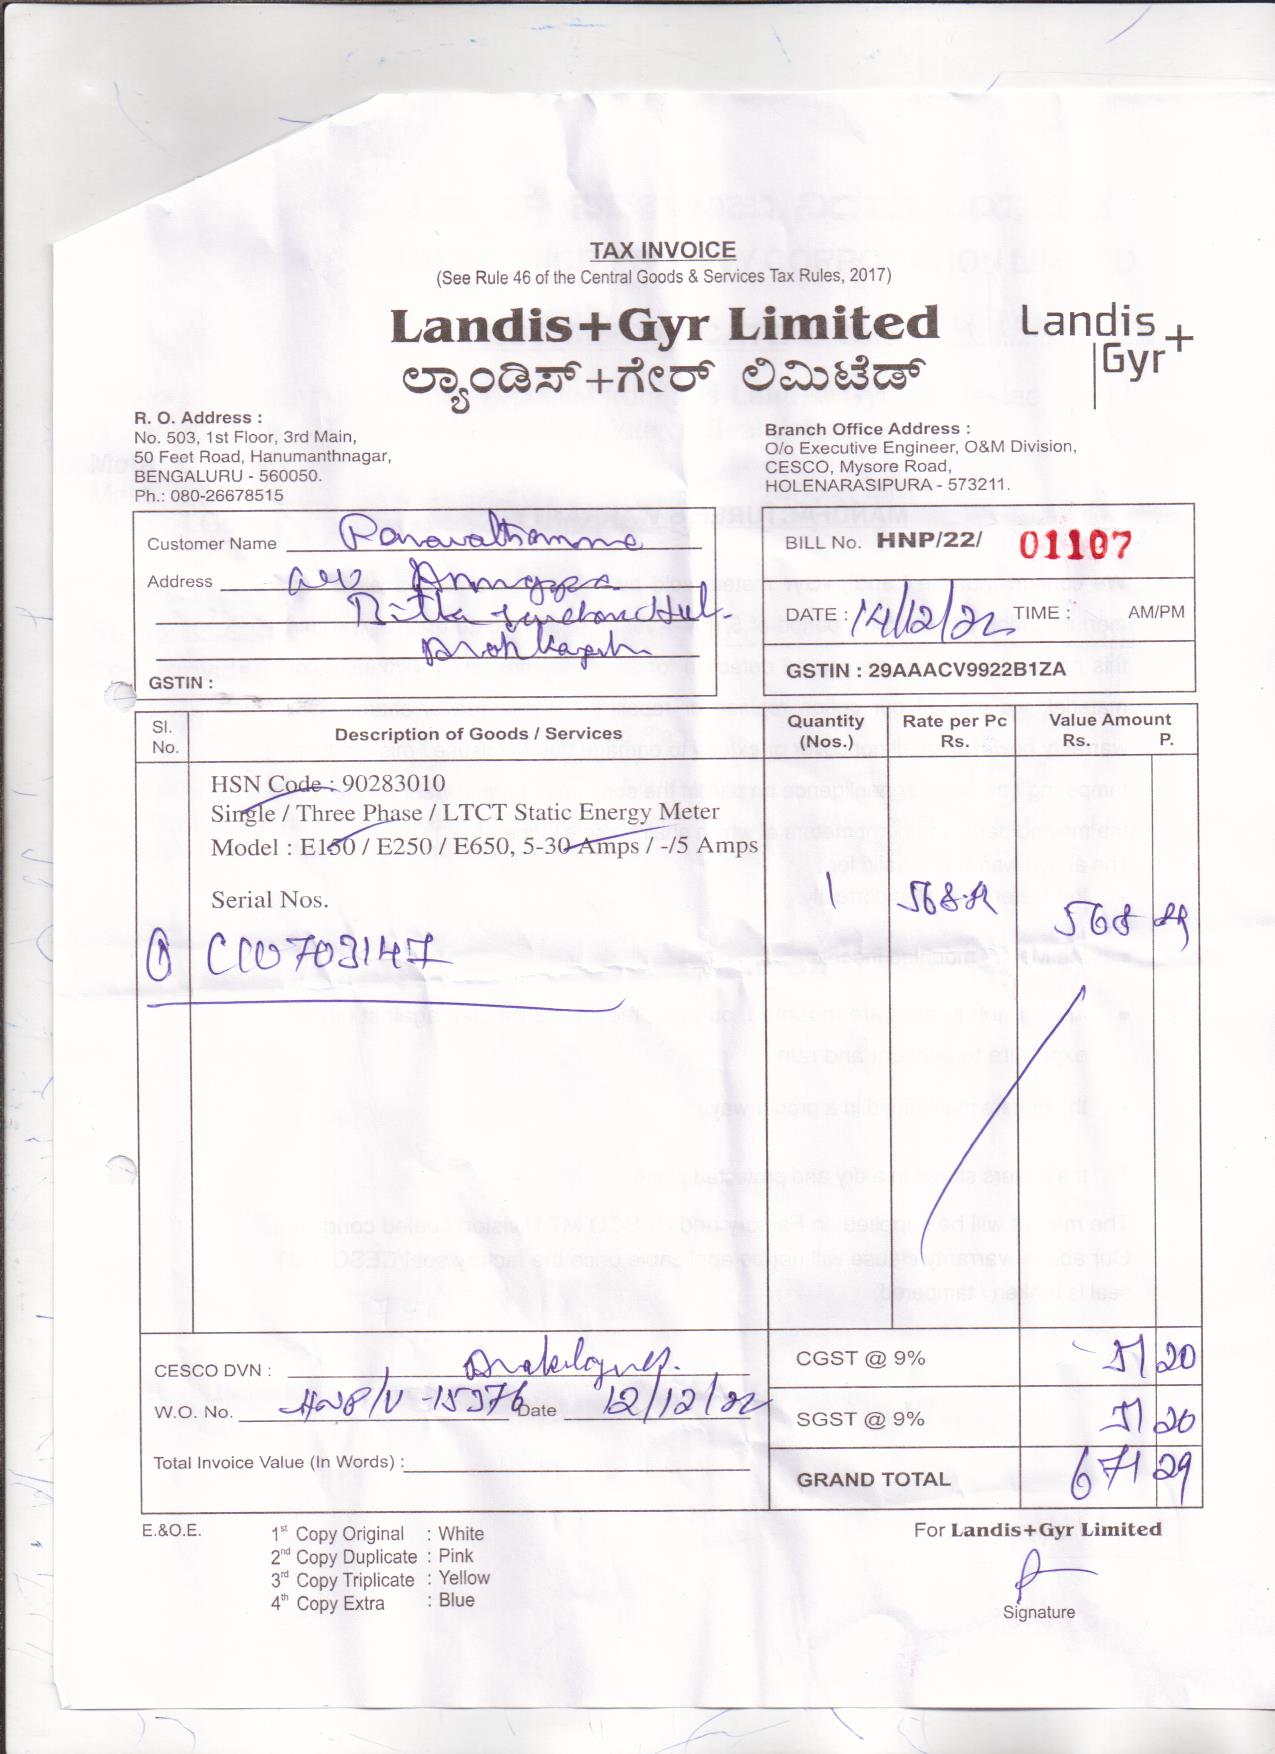 TAX INVOICE
(See Rule 46 of the Central Goods & Services Tax Rules, 2017)
Landis+Gyr Limited
Landis
Gyr+
ಲ್ಯಾಂಡಿಸ್+ಗೇರ್ ಲಿಮಿಟೆಡ್
R. O. Address :
No. 503, 1st Floor, 3rd Main,
50 Feet Road, Hanumanthnagar,
BENGALURU - 560050.
Ph.: 080-26678515
Branch Office Address :
O/o Executive Engineer, O&M Division,
CESCO, Mysore Road,
HOLENARASIPURA - 573211.
Customer Name
Address
GSTIN :
BILL No. HNP/22/ 01107
DATE : 14/12/22 TIME : AM/PM
GSTIN : 29AAACV9922B1ZA
Sl. No. Description of Goods / Services Quantity (Nos.) Rate per Pc Rs. Value Amount Rs. P.
HSN Code : 90283010
Single / Three Phase / LTCT Static Energy Meter
Model : E150 / E250 / E650, 5-30 Amps / -/5 Amps
Serial Nos. 1
CESCO DVN :
W.O. No. Date 12/12/22
Total Invoice Value (In Words) :
CGST @ 9% 51 20
SGST @ 9% 51 20
GRAND TOTAL 671 29
E.&O.E.
1st Copy Original : White
2nd Copy Duplicate : Pink
3rd Copy Triplicate : Yellow
4th Copy Extra : Blue
For Landis+Gyr Limited
Signature